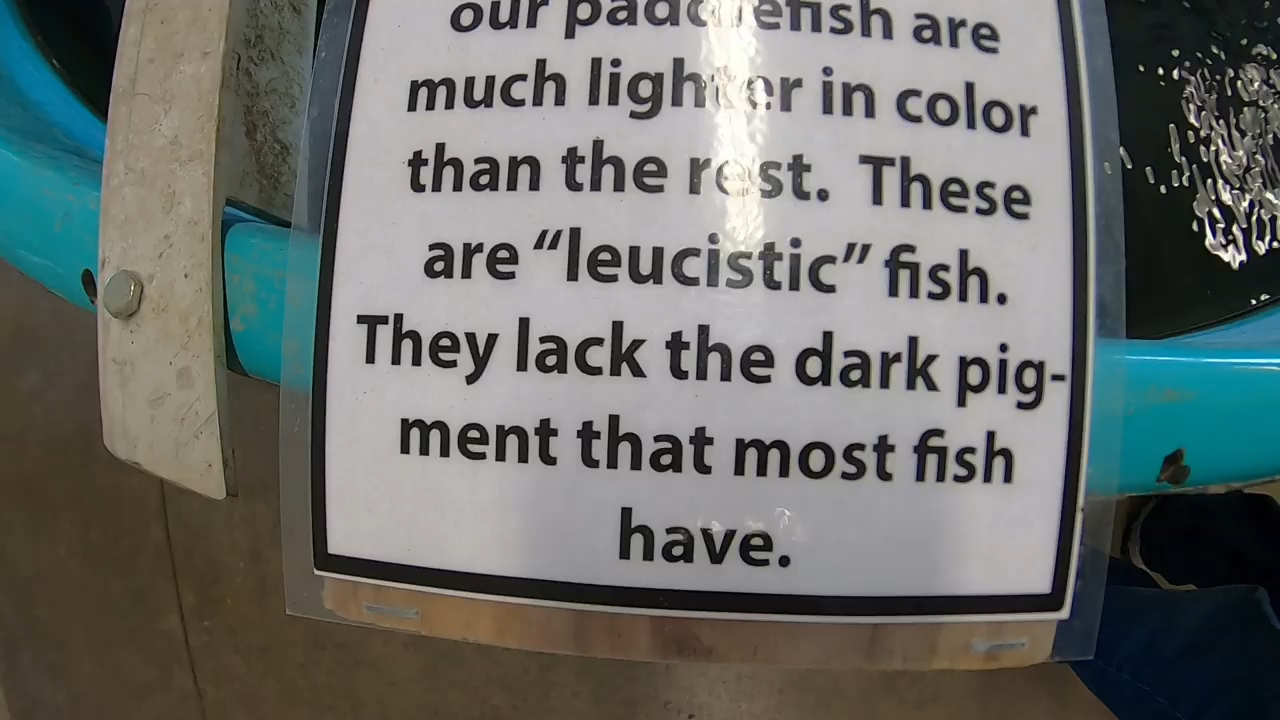 our paddlefish are
much lighter in color
than the rest. These
are “leucistic” fish.
They lack the dark pig-
ment that most fish
have.